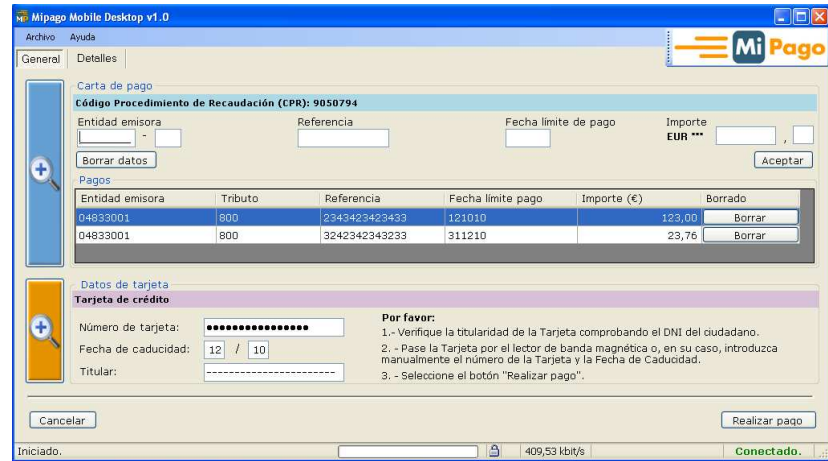 Mipago Mobile Desktop v1.0
Archivo Ayuda
Mi Pago
General Detalles
Carta de pago
Código Procedimiento de Recaudación (CPR): 9050794
Entidad emisora Referencia Fecha límite de pago Importe
- EUR *** ,
Borrar datos Aceptar
Pagos
Entidad emisora Tributo Referencia Fecha límite pago Importe (€) Borrado
04833001 800 2343423423433 121010 123,00 Borrar
04833001 800 3242342343233 311210 23,76 Borrar
Datos de tarjeta
Tarjeta de crédito
Número de tarjeta: ●●●●●●●●●●●●●●●●
Fecha de caducidad: 12 / 10
Titular: -----------------------
Por favor:
1.- Verifique la titularidad de la Tarjeta comprobando el DNI del ciudadano.
2. - Pase la Tarjeta por el lector de banda magnética o, en su caso, introduzca
manualmente el número de la Tarjeta y la Fecha de Caducidad.
3. - Seleccione el botón "Realizar pago".
Cancelar Realizar pago
Iniciado. 409,53 kbit/s Conectado.